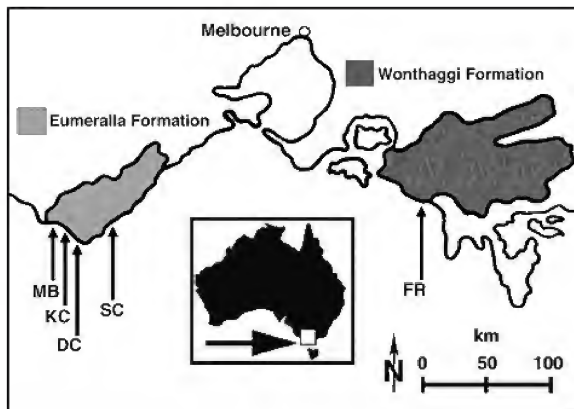 Melbourne
Wonthaggi Formation
Eumeralla Formation
MB
KC
DC
SC
FR
km
N
0 50 100